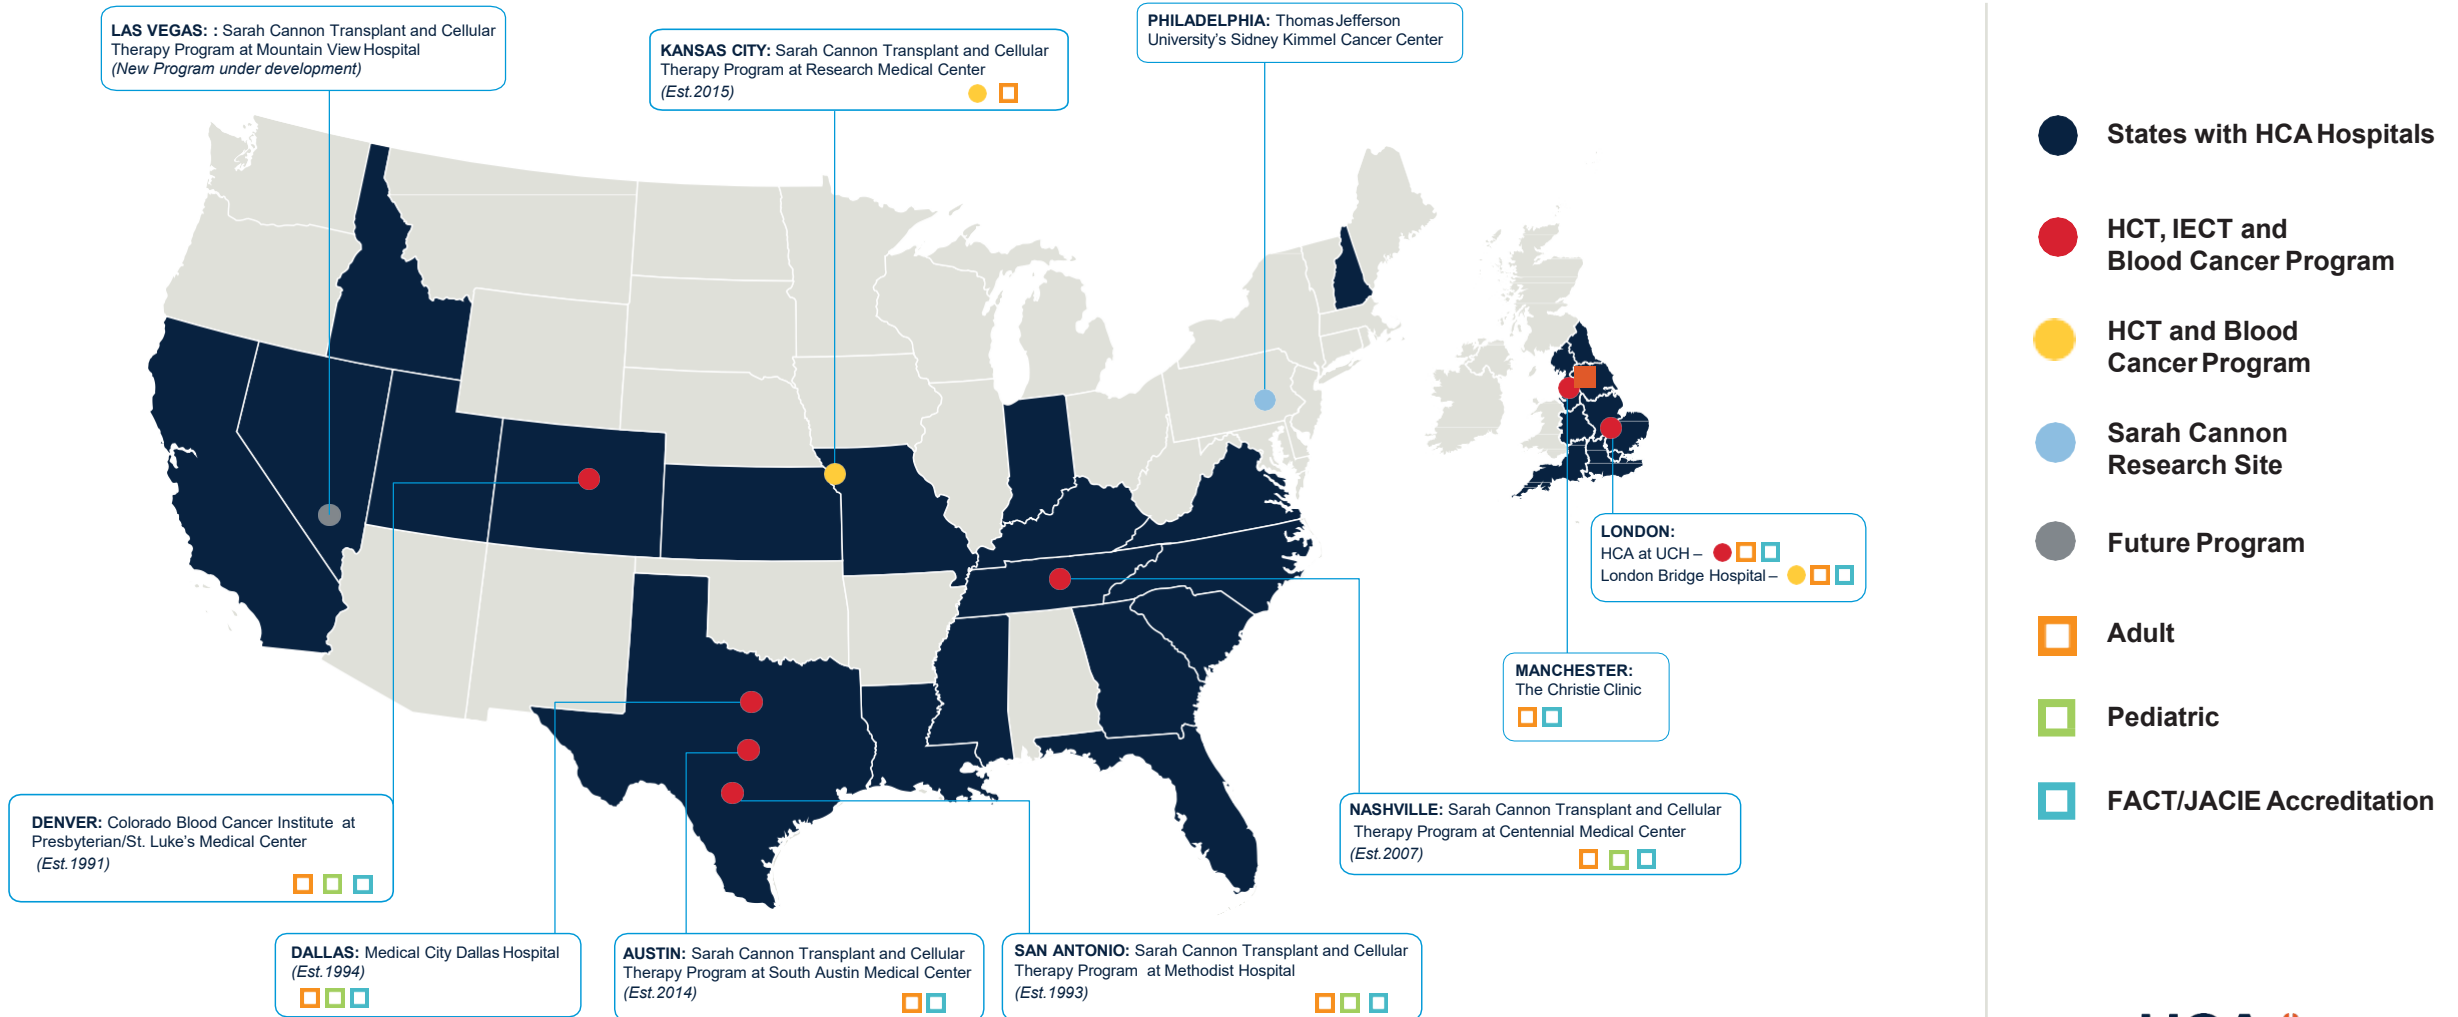 LAS VEGAS: : Sarah Cannon Transplant and Cellular
Therapy Program at Mountain View Hospital
(New Program under development)
KANSAS CITY: Sarah Cannon Transplant and Cellular
Therapy Program at Research Medical Center
(Est.2015)
PHILADELPHIA: Thomas Jefferson
University's Sidney Kimmel Cancer Center
States with HCA Hospitals
HCT, IECT and
Blood Cancer Program
HCT and Blood
Cancer Program
Sarah Cannon
Research Site
Future Program
Adult
Pediatric
FACT/JACIE Accreditation
LONDON:
HCA at UCH –
London Bridge Hospital –
MANCHESTER:
The Christie Clinic
NASHVILLE: Sarah Cannon Transplant and Cellular
Therapy Program at Centennial Medical Center
(Est.2007)
DENVER: Colorado Blood Cancer Institute at
Presbyterian/St. Luke's Medical Center
(Est.1991)
DALLAS: Medical City Dallas Hospital
(Est.1994)
AUSTIN: Sarah Cannon Transplant and Cellular
Therapy Program at South Austin Medical Center
(Est.2014)
SAN ANTONIO: Sarah Cannon Transplant and Cellular
Therapy Program at Methodist Hospital
(Est.1993)